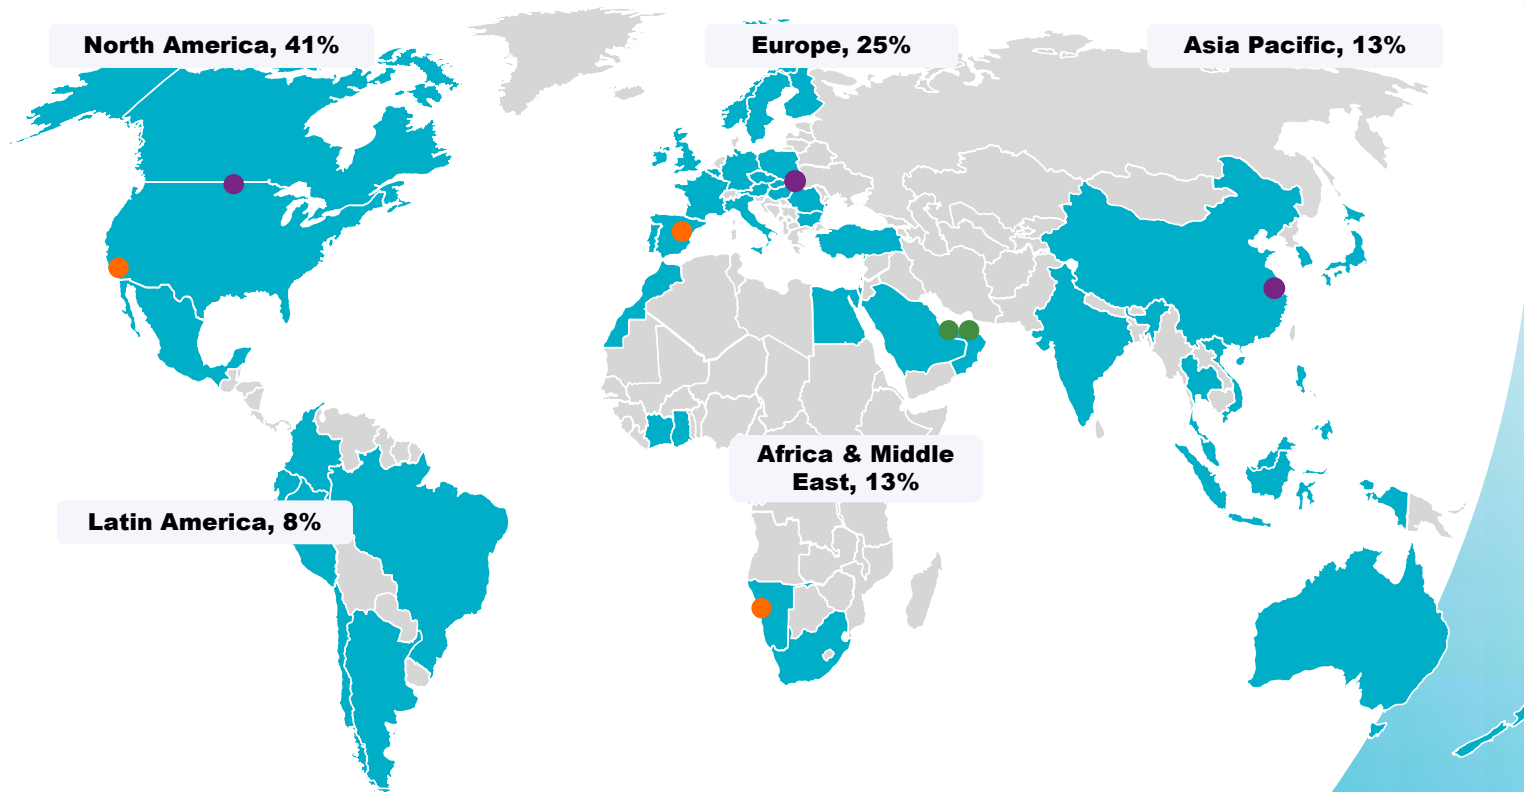 North America, 41%
Europe, 25%
Asia Pacific, 13%
Africa & Middle
East, 13%
Latin America, 8%